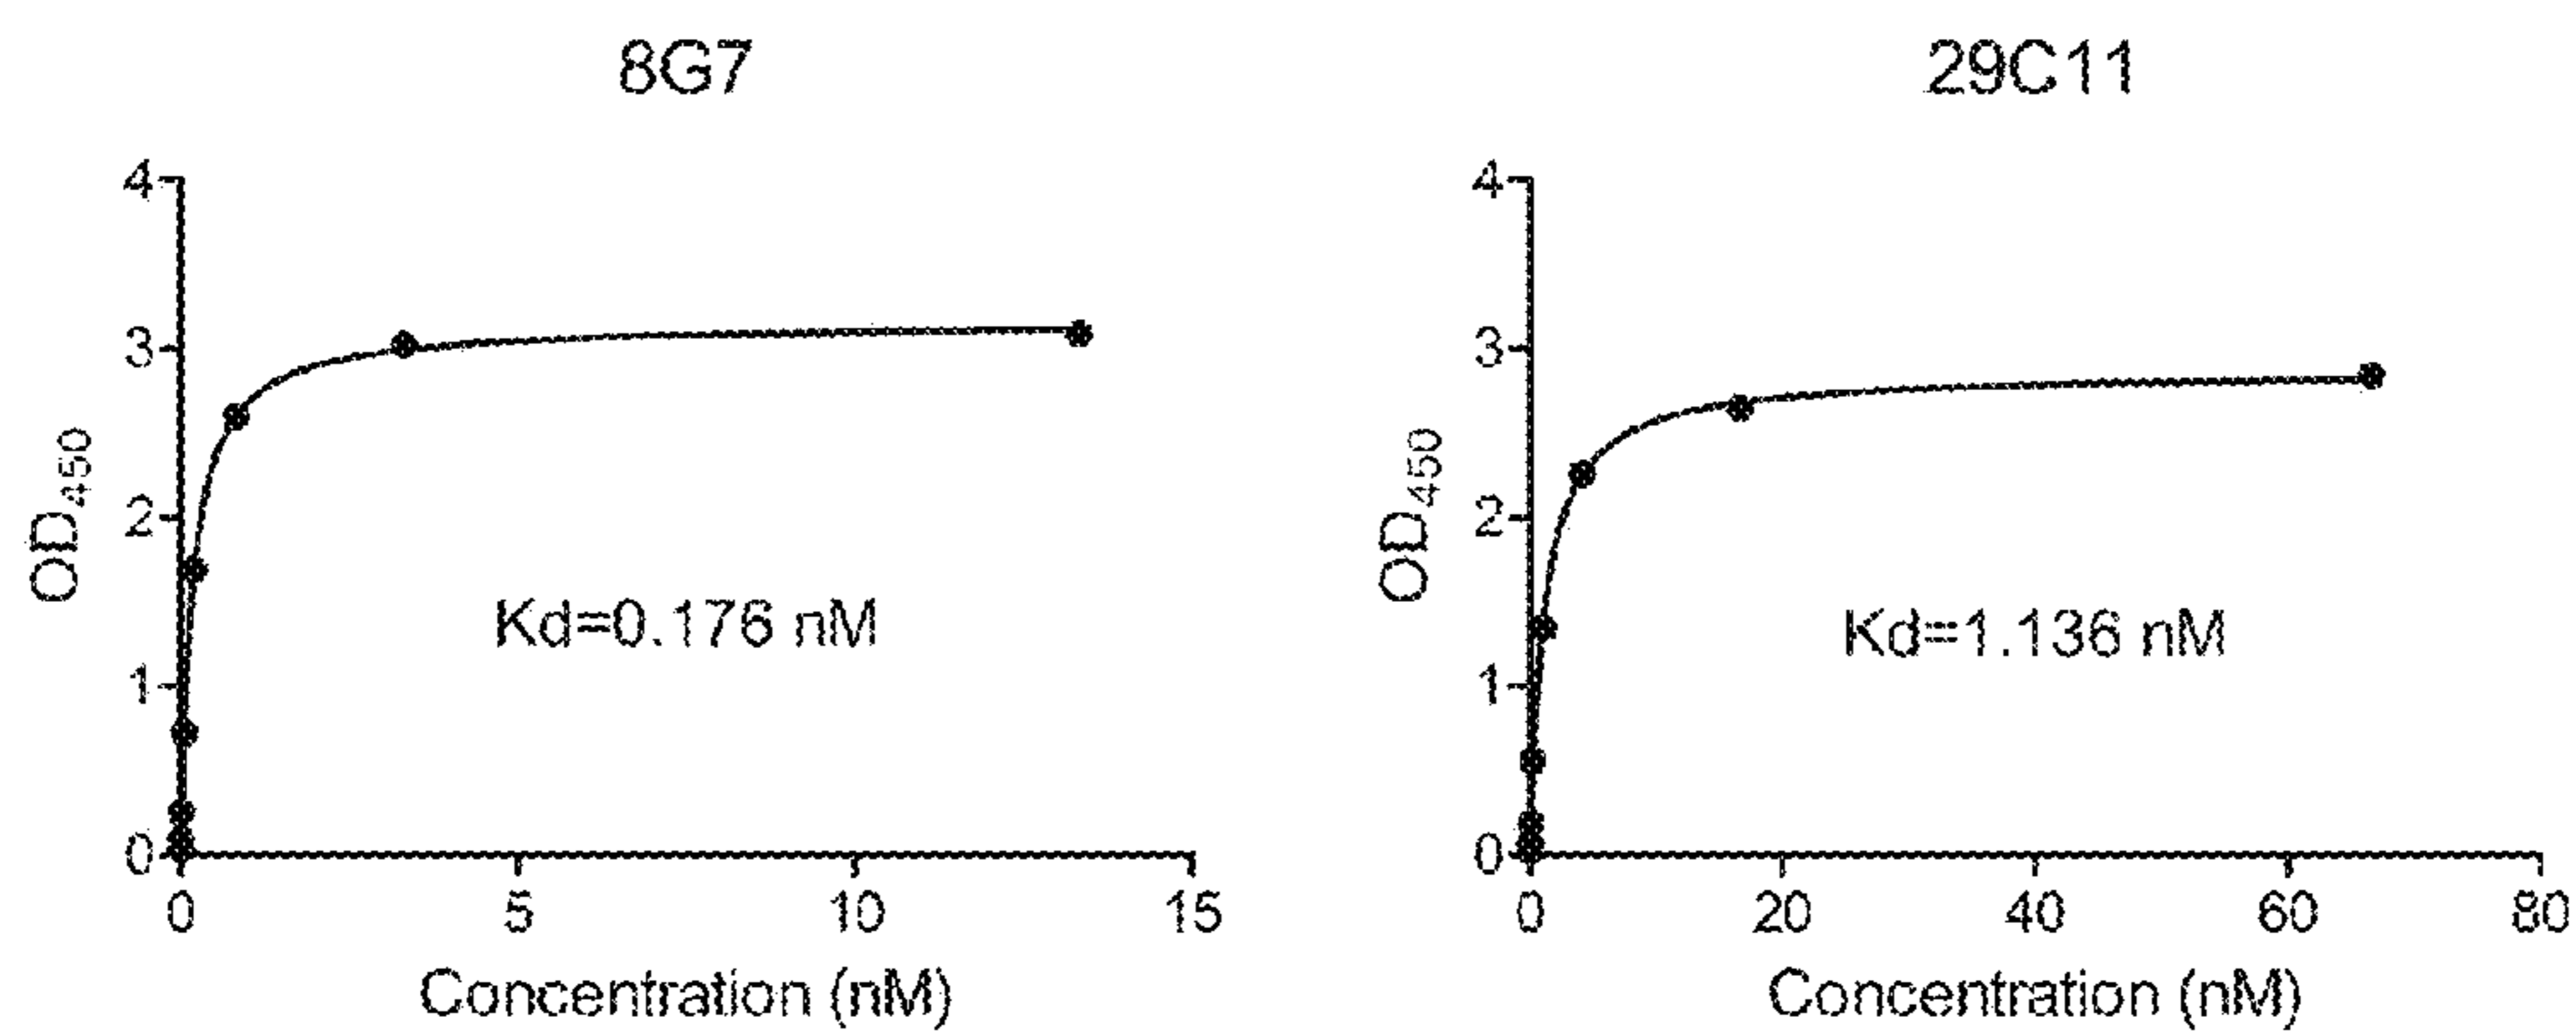 8G7
4
3
2
1
0
OD450
Kd=0.176 nM
0 5 10 15
Concentration (nM)
29C11
4
3
2
1
0
OD450
Kd=1.136 nM
0 20 40 60 80
Concentration (nM)